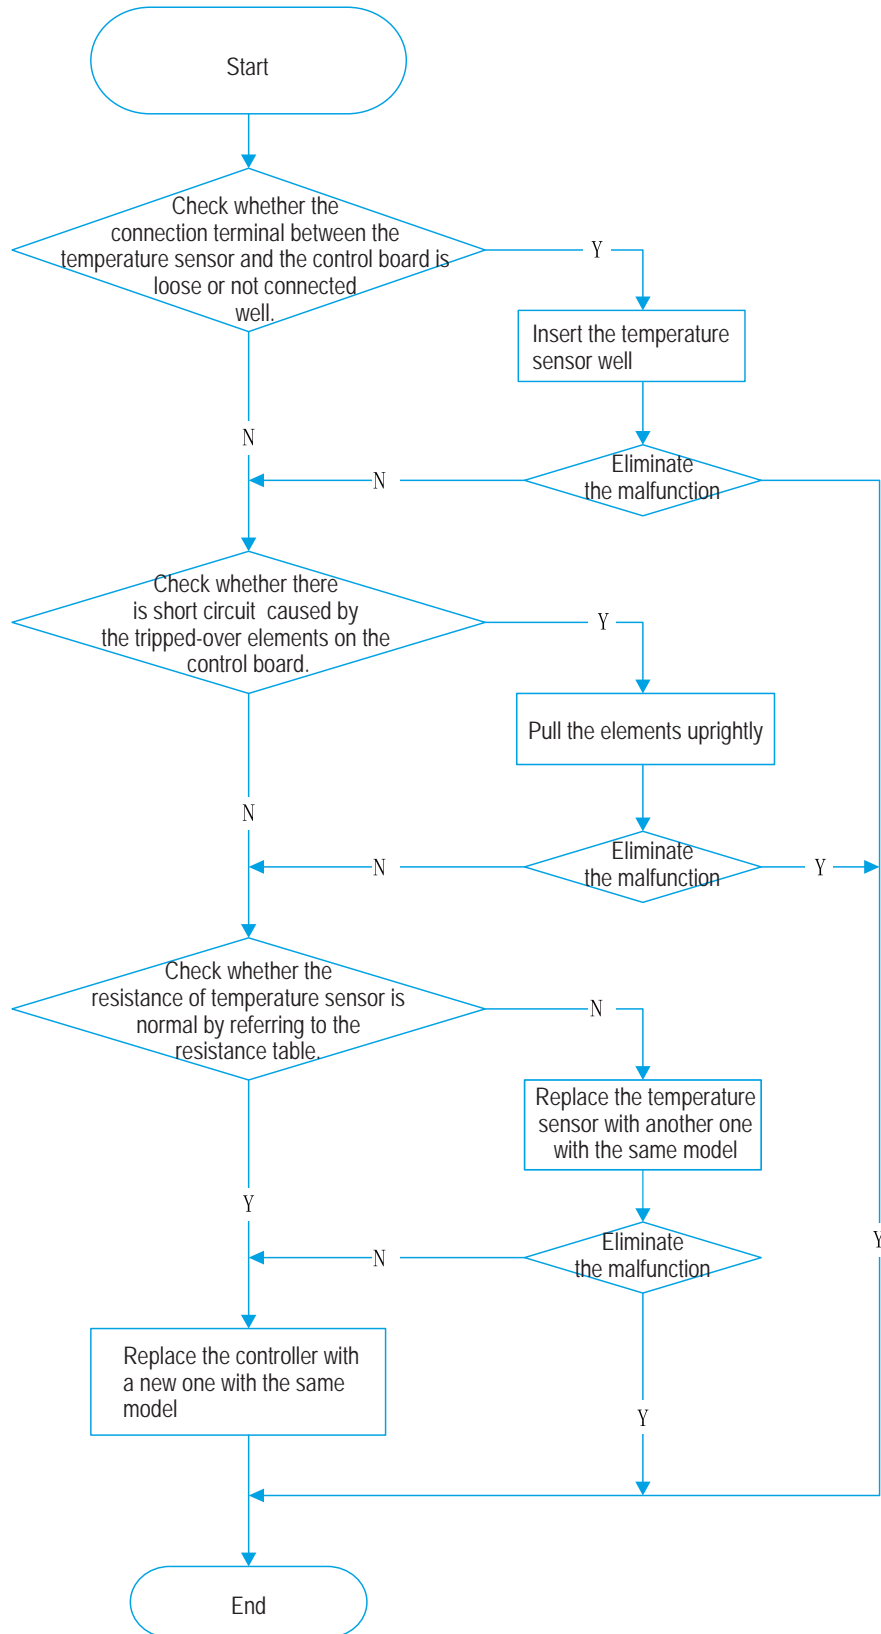 Start
Check whether the
connection terminal between the
temperature sensor and the control board is
loose or not connected
well.
Y
Insert the temperature
sensor well
N
Eliminate
the malfunction
N
Check whether there
is short circuit caused by
the tripped-over elements on the
control board.
Y
Pull the elements uprightly
N
Eliminate
the malfunction
N
Y
Check whether the
resistance of temperature sensor is
normal by referring to the
resistance table.
N
Replace the temperature
sensor with another one
with the same model
Y
Y
Eliminate
the malfunction
N
Replace the controller with
a new one with the same
model
Y
End